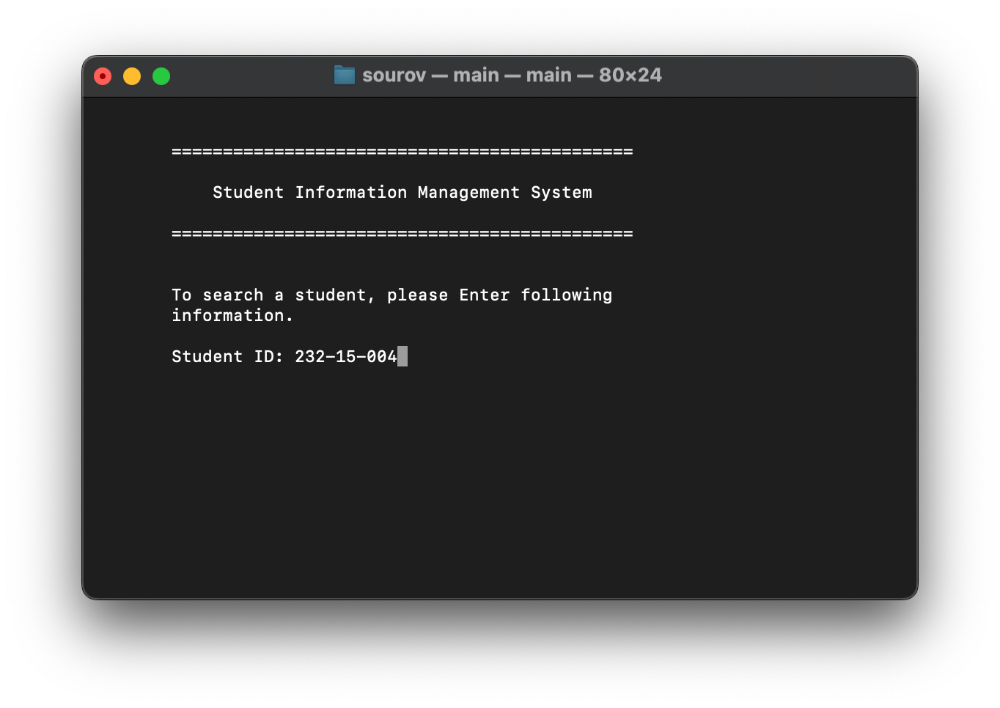 sourov — main — main — 80×24
=============================================
Student Information Management System
=============================================
To search a student, please Enter following
information.
Student ID: 232-15-004